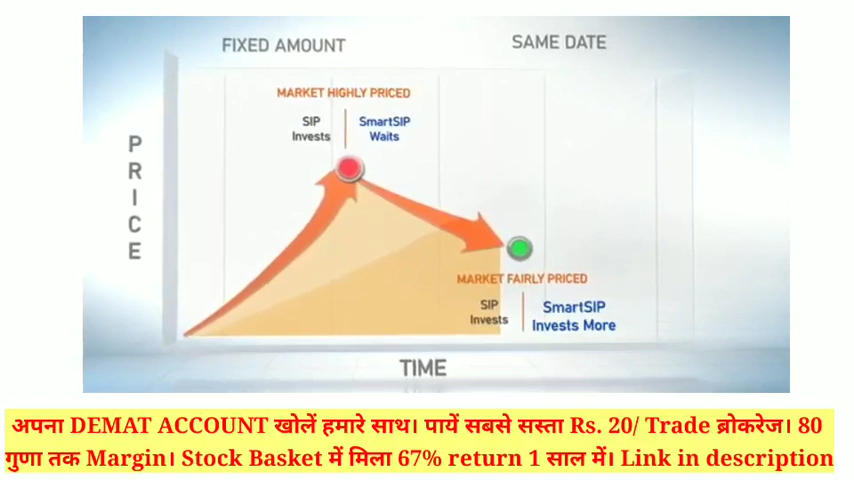 FIXED AMOUNT
SAME DATE
MARKET HIGHLY PRICED
SIP
Invests
SmartSIP
Waits
PRICE
MARKET FAIRLY PRICED
SIP
Invests
SmartSIP
Invests More
TIME
अपना DEMAT ACCOUNT खोलें हमारे साथ। पायें सबसे सस्ता Rs. 20/ Trade ब्रोकरेज। 80
गुणा तक Margin। Stock Basket में मिला 67% return 1 साल में। Link in description